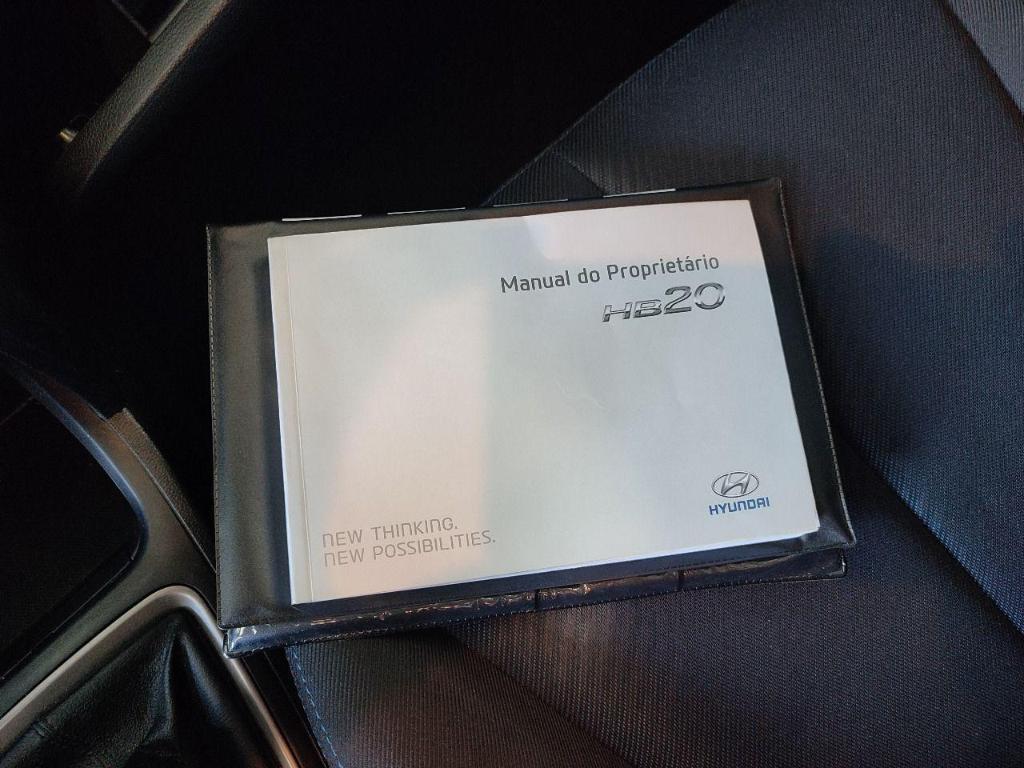 Manual do Proprietário
HB20
HYUNDAI
NEW THINKING.
NEW POSSIBILITIES.